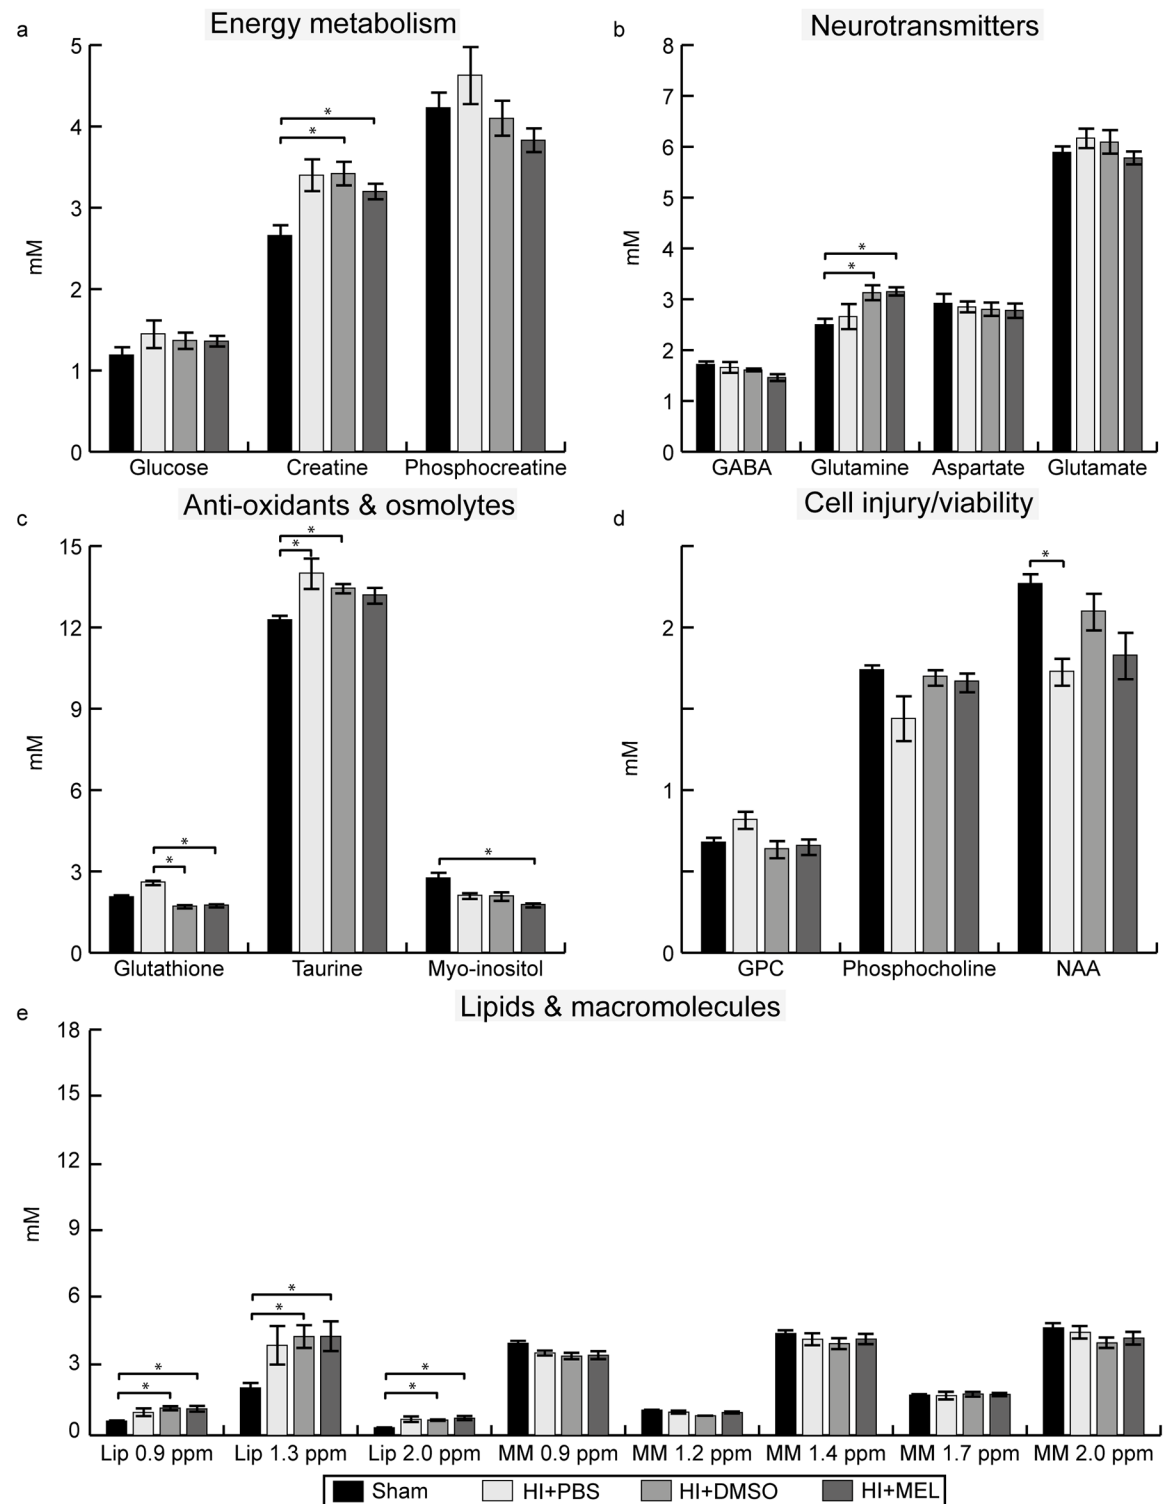 a
Energy metabolism
5
4
3
2
1
0
mM
*
*
Glucose Creatine Phosphocreatine
b
Neurotransmitters
8
7
6
5
4
3
2
1
0
mM
*
*
GABA Glutamine Aspartate Glutamate
c
Anti-oxidants & osmolytes
15
12
9
6
3
0
mM
*
*
*
*
*
Glutathione Taurine Myo-inositol
d
Cell injury/viability
2
1
0
mM
*
GPC Phosphocholine NAA
e
Lipids & macromolecules
18
15
12
9
6
3
0
mM
*
*
*
*
*
*
Lip 0.9 ppm Lip 1.3 ppm Lip 2.0 ppm MM 0.9 ppm MM 1.2 ppm MM 1.4 ppm MM 1.7 ppm MM 2.0 ppm
Sham HI+PBS HI+DMSO HI+MEL